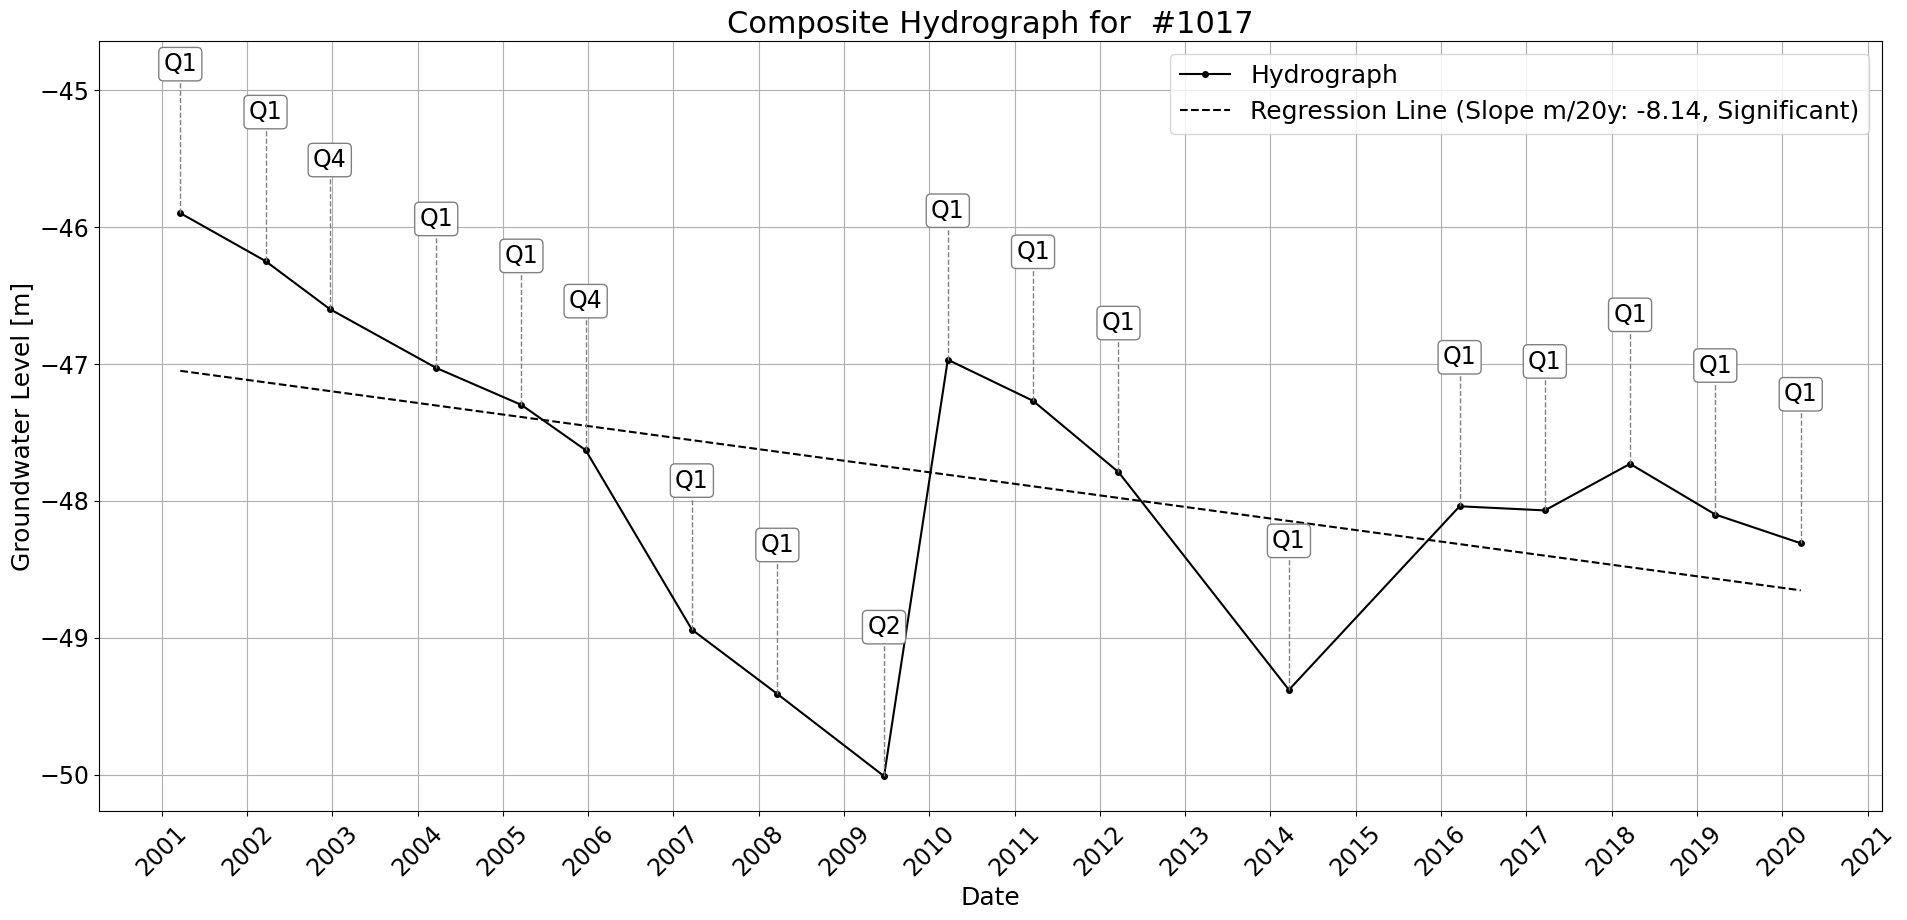 Composite Hydrograph for  #1017
Hydrograph
Regression Line (Slope m/20y: -8.14, Significant)
Q1
Q1
Q4
Q1
Q1
Q4
Q1
Q1
Q2
Q1
Q1
Q1
Q1
Q1
Q1
Q1
Q1
Q1
Groundwater Level [m]
−45
−46
−47
−48
−49
−50
2001
2002
2003
2004
2005
2006
2007
2008
2009
2010
2011
2012
2013
2014
2015
2016
2017
2018
2019
2020
2021
Date